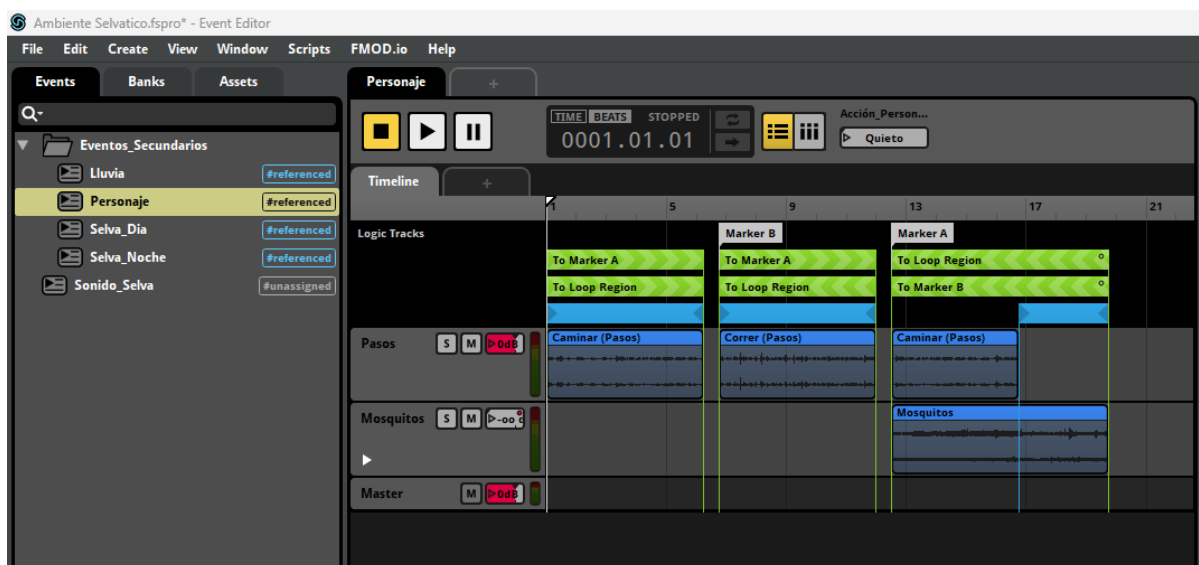 Ambiente Selvatico.fspro* - Event Editor
File Edit Create View Window Scripts FMOD.io Help
Events Banks Assets
Personaje +
Eventos_Secundarios
Lluvia #referenced
Personaje #referenced
Selva_Dia #referenced
Selva_Noche #referenced
Sonido_Selva #unassigned
TIME BEATS STOPPED
0001.01.01
Acción_Person...
Quieto
Timeline +
1 5 9 13 17 21
Logic Tracks
Marker B Marker A
To Marker A To Marker A To Loop Region
To Loop Region To Loop Region To Marker B
Pasos S M 0dB
Caminar (Pasos) Correr (Pasos) Caminar (Pasos)
Mosquitos S M
Mosquitos
Master M 0dB